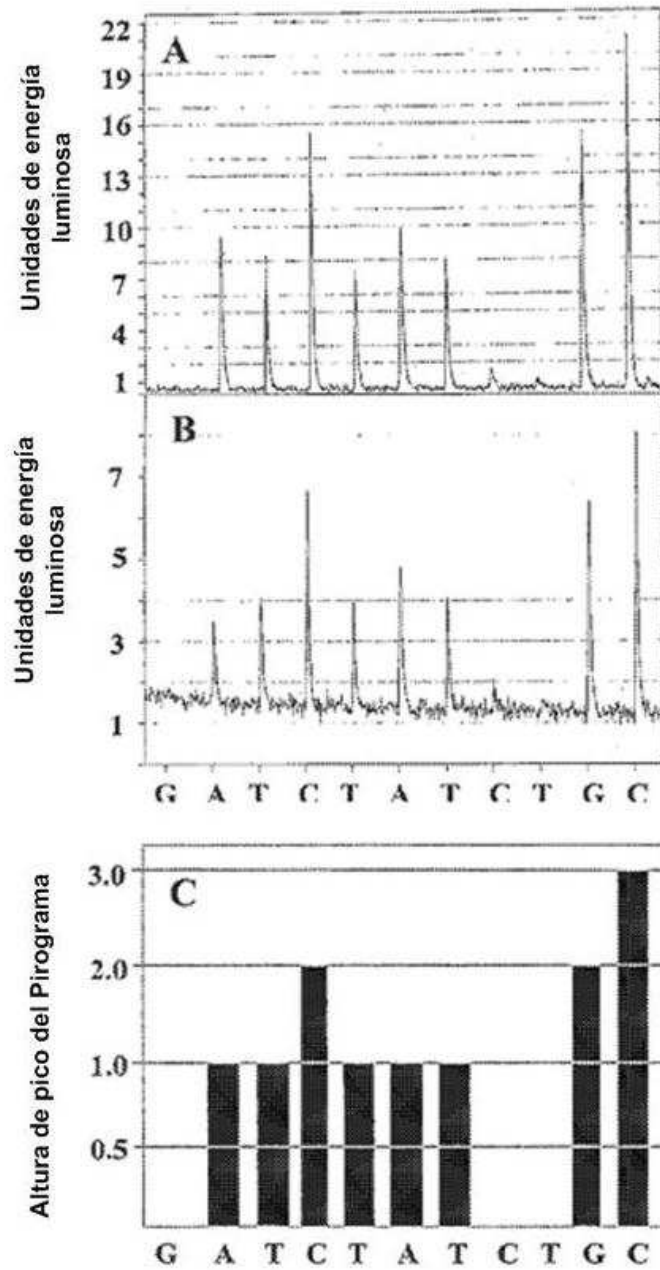 Unidades de energía
luminosa
A
22
19
16
13
10
7
4
1
Unidades de energía
luminosa
B
7
5
3
1
G A T C T A T C T G C
Altura de pico del Pirograma
C
3.0
2.0
1.0
0.5
G A T C T A T C T G C